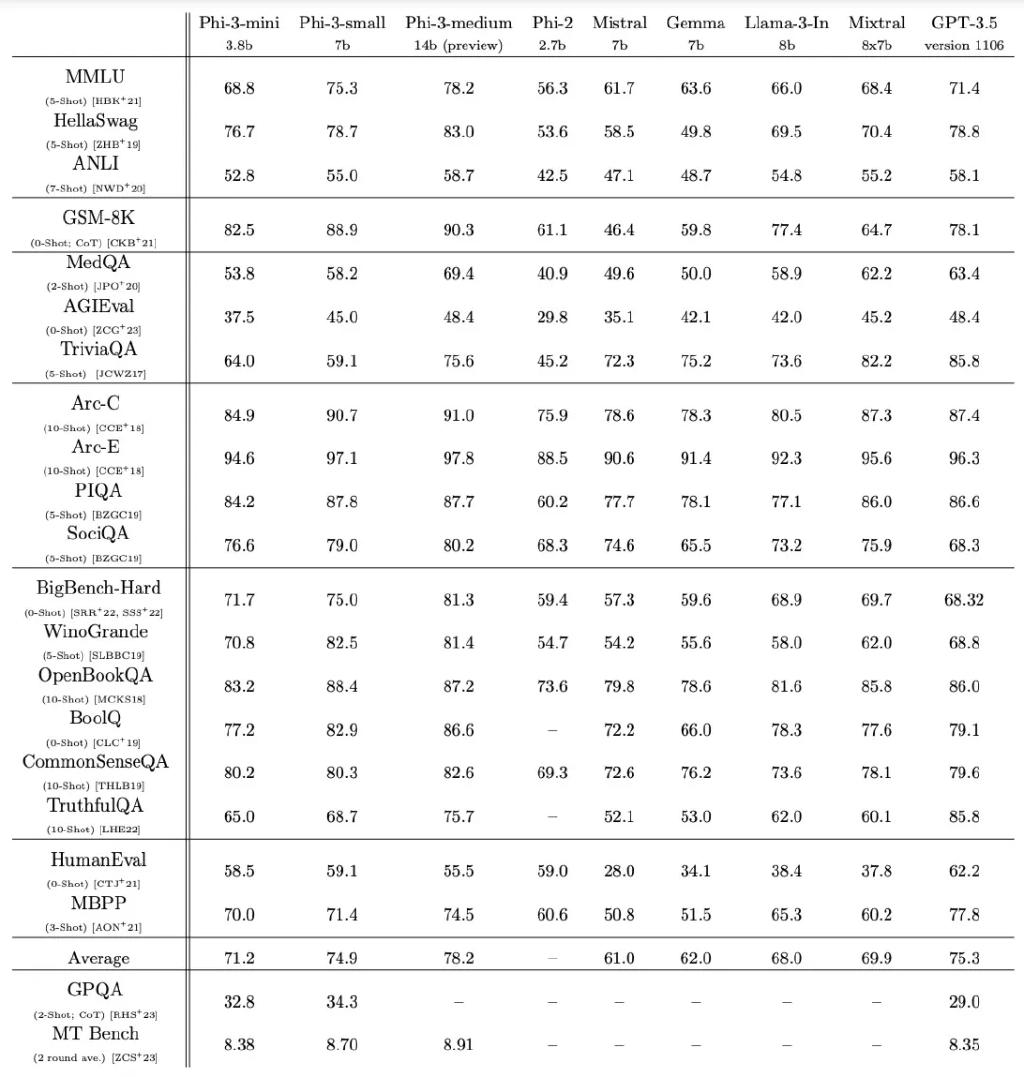 Phi-3-mini Phi-3-small Phi-3-medium Phi-2 Mistral Gemma Llama-3-In Mixtral GPT-3.5
3.8b 7b 14b (preview) 2.7b 7b 7b 8b 8x7b version 1106
MMLU
(5-Shot) [HBK+21] 68.8 75.3 78.2 56.3 61.7 63.6 66.0 68.4 71.4
HellaSwag
(5-Shot) [ZHB+19] 76.7 78.7 83.0 53.6 58.5 49.8 69.5 70.4 78.8
ANLI
(7-Shot) [NWD+20] 52.8 55.0 58.7 42.5 47.1 48.7 54.8 55.2 58.1
GSM-8K
(0-Shot; CoT) [CKB+21] 82.5 88.9 90.3 61.1 46.4 59.8 77.4 64.7 78.1
MedQA
(2-Shot) [JPO+20] 53.8 58.2 69.4 40.9 49.6 50.0 58.9 62.2 63.4
AGIEval
(0-Shot) [ZCG+23] 37.5 45.0 48.4 29.8 35.1 42.1 42.0 45.2 48.4
TriviaQA
(5-Shot) [JCWZ17] 64.0 59.1 75.6 45.2 72.3 75.2 73.6 82.2 85.8
Arc-C
(10-Shot) [CCE+18] 84.9 90.7 91.0 75.9 78.6 78.3 80.5 87.3 87.4
Arc-E
(10-Shot) [CCE+18] 94.6 97.1 97.8 88.5 90.6 91.4 92.3 95.6 96.3
PIQA
(5-Shot) [BZGC19] 84.2 87.8 87.7 60.2 77.7 78.1 77.1 86.0 86.6
SociQA
(5-Shot) [BZGC19] 76.6 79.0 80.2 68.3 74.6 65.5 73.2 75.9 68.3
BigBench-Hard
(0-Shot) [SRR+22, SSS+22] 71.7 75.0 81.3 59.4 57.3 59.6 68.9 69.7 68.32
WinoGrande
(5-Shot) [SLBBC19] 70.8 82.5 81.4 54.7 54.2 55.6 58.0 62.0 68.8
OpenBookQA
(10-Shot) [MCKS18] 83.2 88.4 87.2 73.6 79.8 78.6 81.6 85.8 86.0
BoolQ
(0-Shot) [CLC+19] 77.2 82.9 86.6 – 72.2 66.0 78.3 77.6 79.1
CommonSenseQA
(10-Shot) [THLB19] 80.2 80.3 82.6 69.3 72.6 76.2 73.6 78.1 79.6
TruthfulQA
(10-Shot) [LHE22] 65.0 68.7 75.7 – 52.1 53.0 62.0 60.1 85.8
HumanEval
(0-Shot) [CTJ+21] 58.5 59.1 55.5 59.0 28.0 34.1 38.4 37.8 62.2
MBPP
(3-Shot) [AON+21] 70.0 71.4 74.5 60.6 50.8 51.5 65.3 60.2 77.8
Average 71.2 74.9 78.2 – 61.0 62.0 68.0 69.9 75.3
GPQA
(2-Shot; CoT) [RHS+23] 32.8 34.3 – – – – – – 29.0
MT Bench
(2 round ave.) [ZCS+23] 8.38 8.70 8.91 – – – – – 8.35